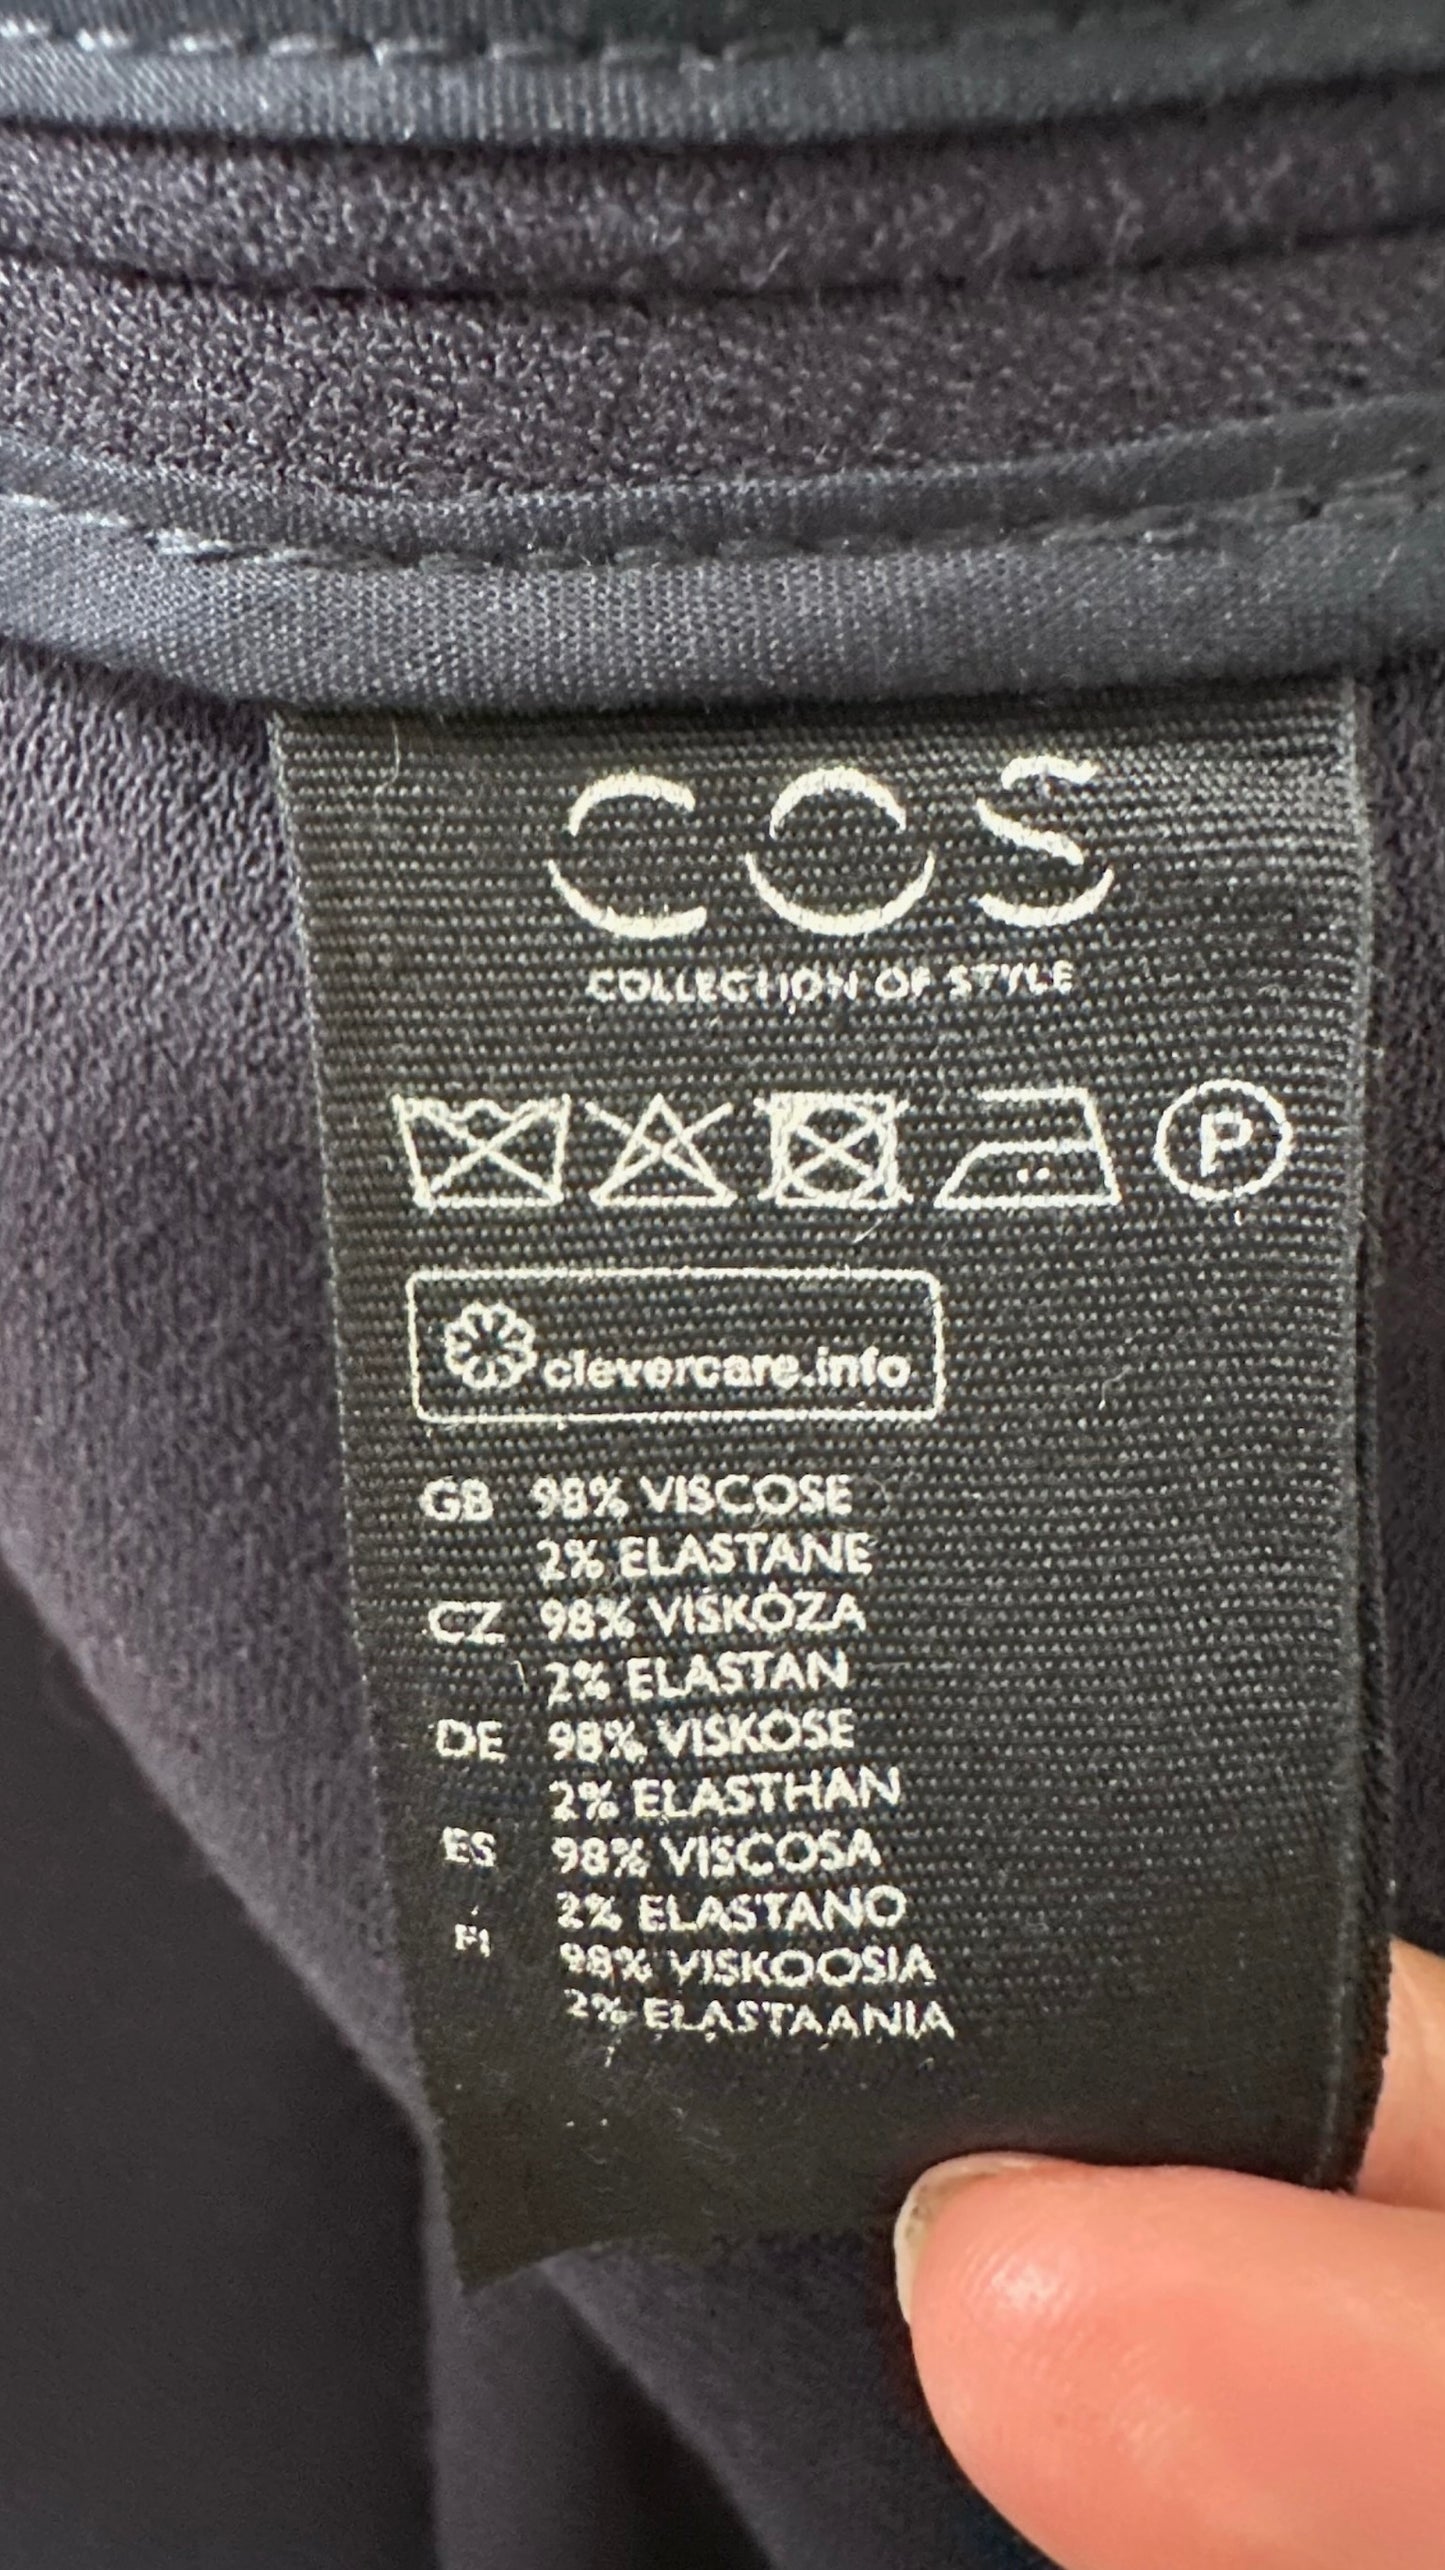 COS
COLLECTION OF STYLE
P
clevercare.info
GB 98% VISCOSE
2% ELASTANE
CZ 98% VISKÓZA
2% ELASTAN
DE 98% VISKOSE
2% ELASTHAN
ES 98% VISCOSA
2% ELASTANO
FI 98% VISKOOSIA
2% ELASTAANIA